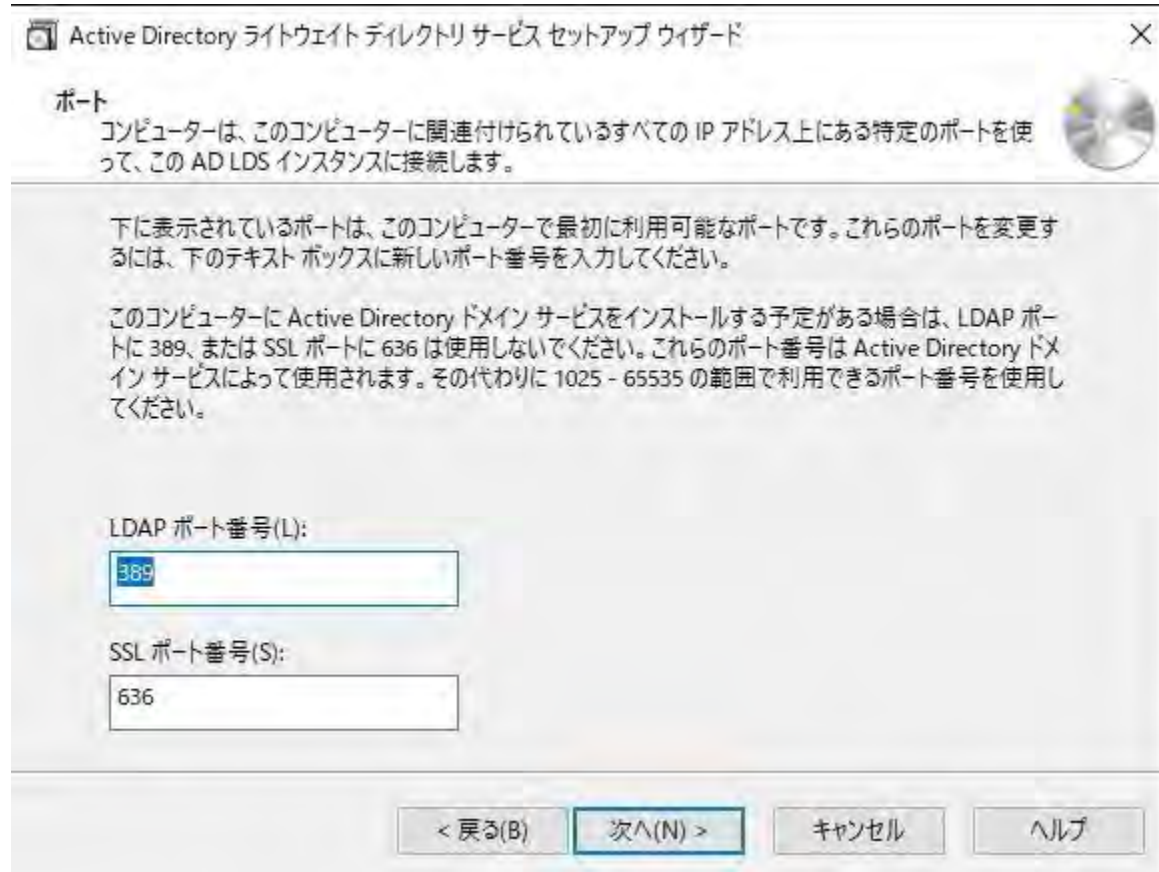 Active Directory ライトウェイト ディレクトリ サービス セットアップ ウィザード
ポート
コンピューターは、このコンピューターに関連付けられているすべての IP アドレス上にある特定のポートを使
って、この AD LDS インスタンスに接続します。
下に表示されているポートは、このコンピューターで最初に利用可能なポートです。これらのポートを変更す
るには、下のテキスト ボックスに新しいポート番号を入力してください。
このコンピューターに Active Directory ドメイン サービスをインストールする予定がある場合は、LDAP ポー
トに 389、または SSL ポートに 636 は使用しないでください。これらのポート番号は Active Directory ドメ
イン サービスによって使用されます。その代わりに 1025 - 65535 の範囲で利用できるポート番号を使用し
てください。
LDAP ポート番号(L):
389
SSL ポート番号(S):
636
< 戻る(B) 次へ(N) > キャンセル ヘルプ